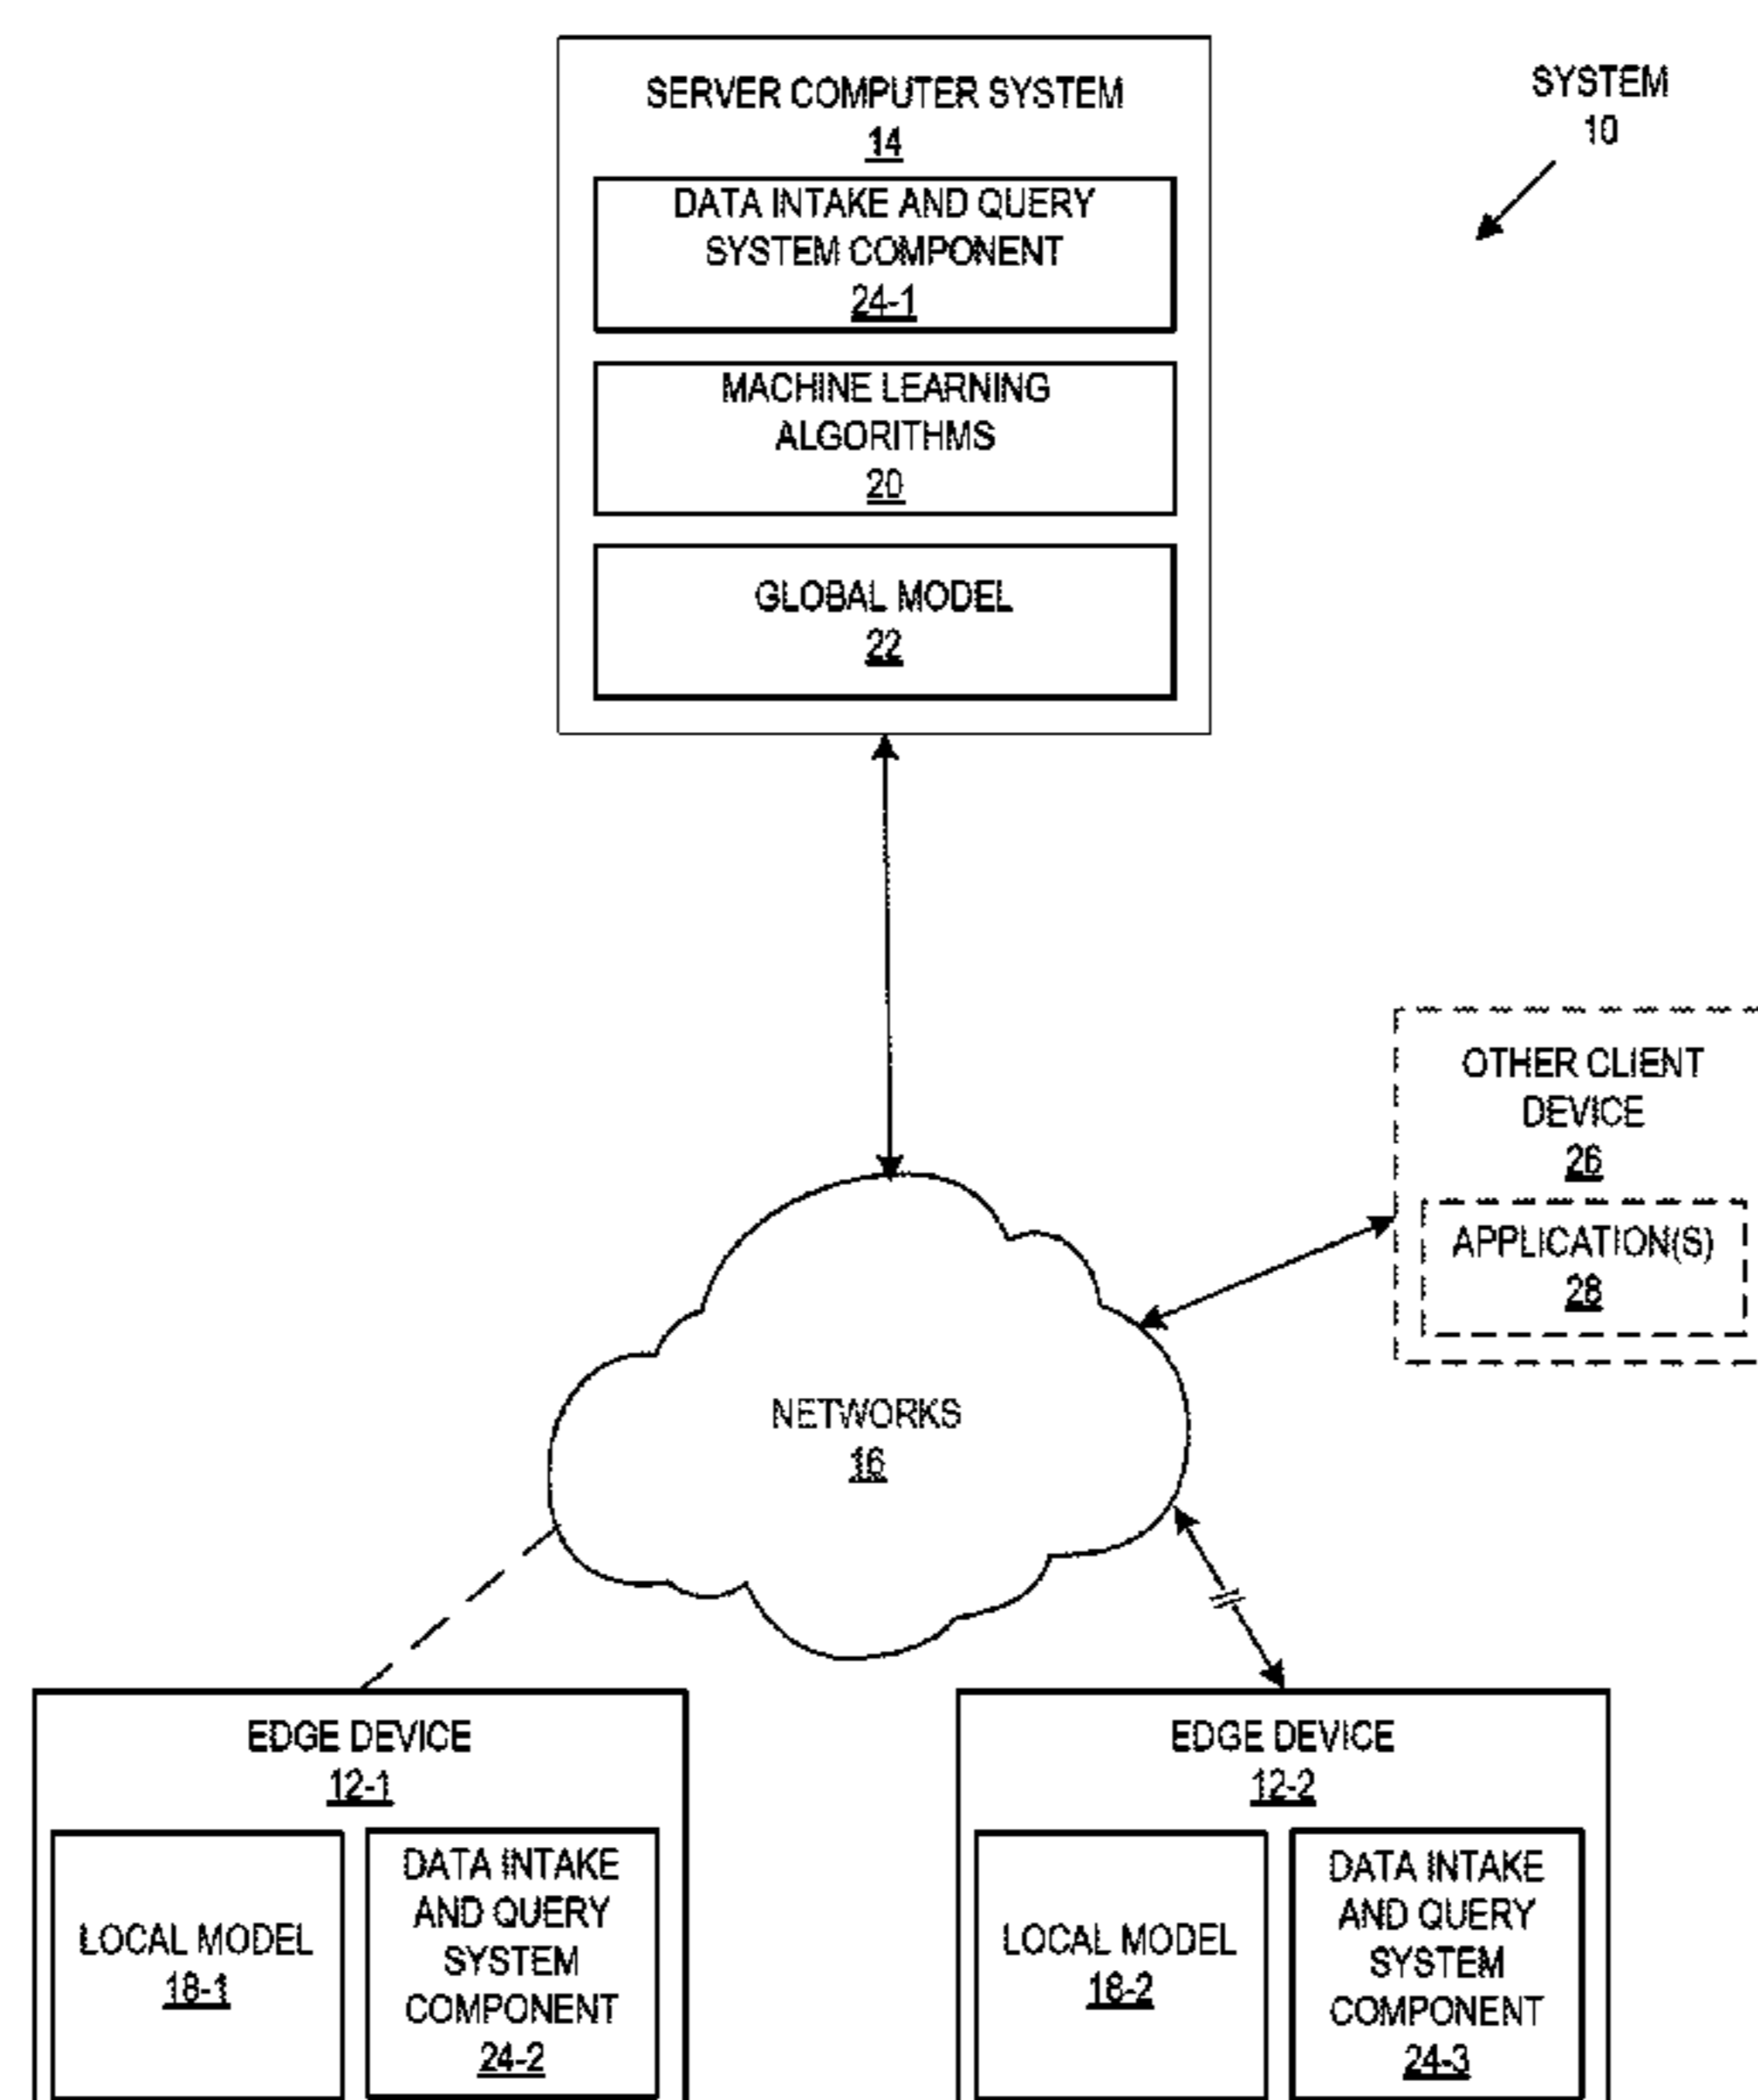 SERVER COMPUTER SYSTEM
14
DATA INTAKE AND QUERY
SYSTEM COMPONENT
24-1
MACHINE LEARNING
ALGORITHMS
20
GLOBAL MODEL
22
SYSTEM
10
OTHER CLIENT
DEVICE
26
APPLICATION(S)
28
NETWORKS
16
EDGE DEVICE
12-1
LOCAL MODEL
18-1
DATA INTAKE
AND QUERY
SYSTEM
COMPONENT
24-2
EDGE DEVICE
12-2
LOCAL MODEL
18-2
DATA INTAKE
AND QUERY
SYSTEM
COMPONENT
24-3